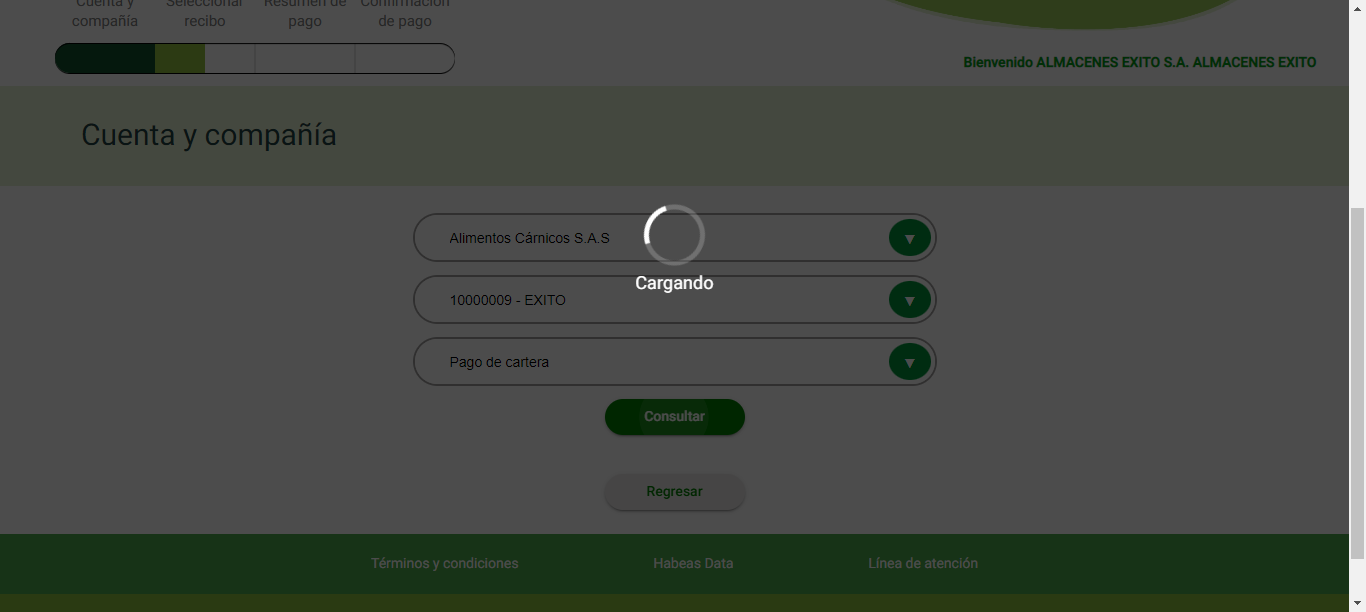 Cuenta y
compañía
Seleccionar
recibo
Resumen de
pago
Confirmación
de pago
Bienvenido ALMACENES EXITO S.A. ALMACENES EXITO
Cuenta y compañía
Alimentos Cárnicos S.A.S
Cargando
10000009 - EXITO
Pago de cartera
Consultar
Regresar
Términos y condiciones
Habeas Data
Línea de atención